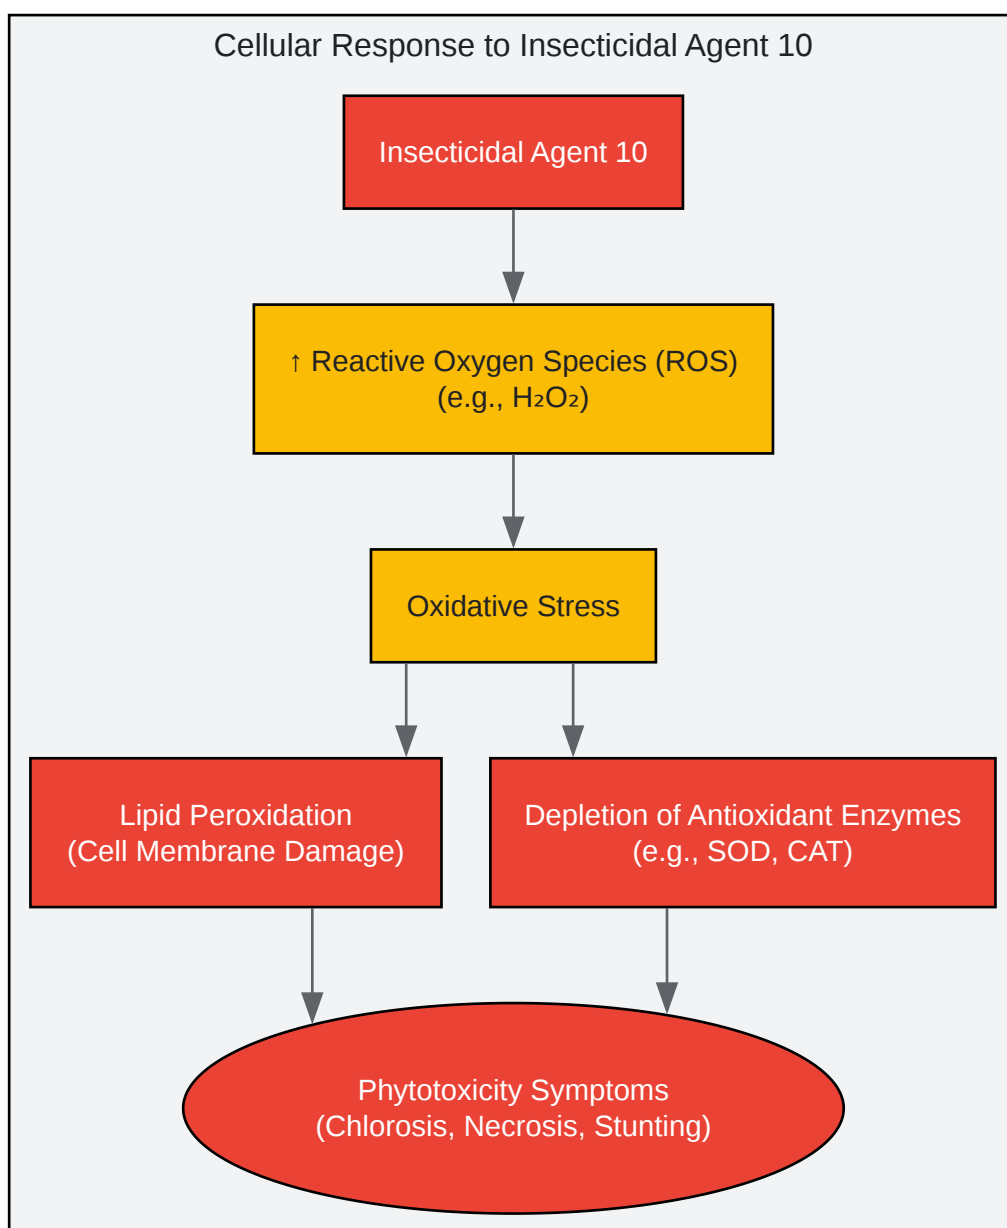 Cellular Response to Insecticidal Agent 10
Insecticidal Agent 10
↑ Reactive Oxygen Species (ROS)
(e.g., H₂O₂)
Oxidative Stress
Lipid Peroxidation
(Cell Membrane Damage)
Depletion of Antioxidant Enzymes
(e.g., SOD, CAT)
Phytotoxicity Symptoms
(Chlorosis, Necrosis, Stunting)